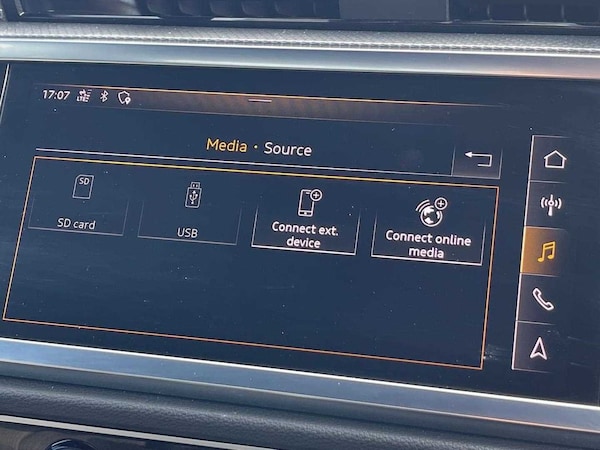 17:07 LTE
Media · Source
SD
SD card
USB
Connect ext.
device
Connect online
media